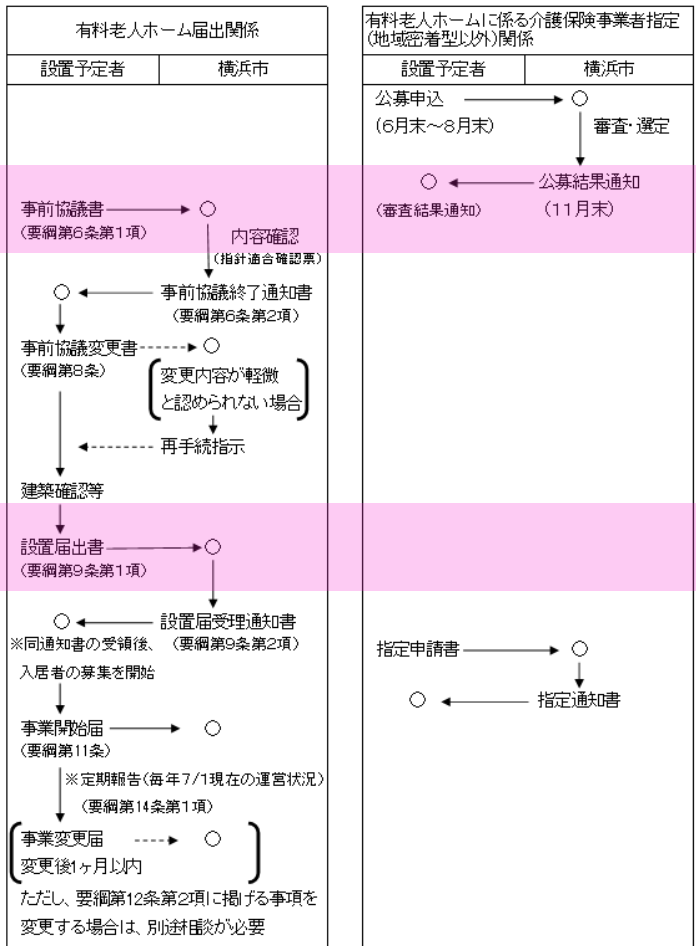 有料老人ホーム届出関係
設置予定者
横浜市
事前協議書
(要綱第6条第1項)
内容確認
(指針適合確認票)
事前協議終了通知書
(要綱第6条第2項)
事前協議変更書
(要綱第8条)
変更内容が軽微
と認められない場合
再手続指示
建築確認等
設置届出書
(要綱第9条第1項)
設置届受理通知書
※同通知書の受領後、
(要綱第9条第2項)
入居者の募集を開始
事業開始届
(要綱第11条)
※定期報告(毎年7/1現在の運営状況)
(要綱第14条第1項)
事業変更届
変更後1ヶ月以内
ただし、要綱第12条第2項に掲げる事項を
変更する場合は、別途相談が必要
有料老人ホームに係る介護保険事業者指定
(地域密着型以外)関係
設置予定者
横浜市
公募申込
(6月末～8月末)
審査・選定
公募結果通知
(審査結果通知)
(11月末)
指定申請書
指定通知書